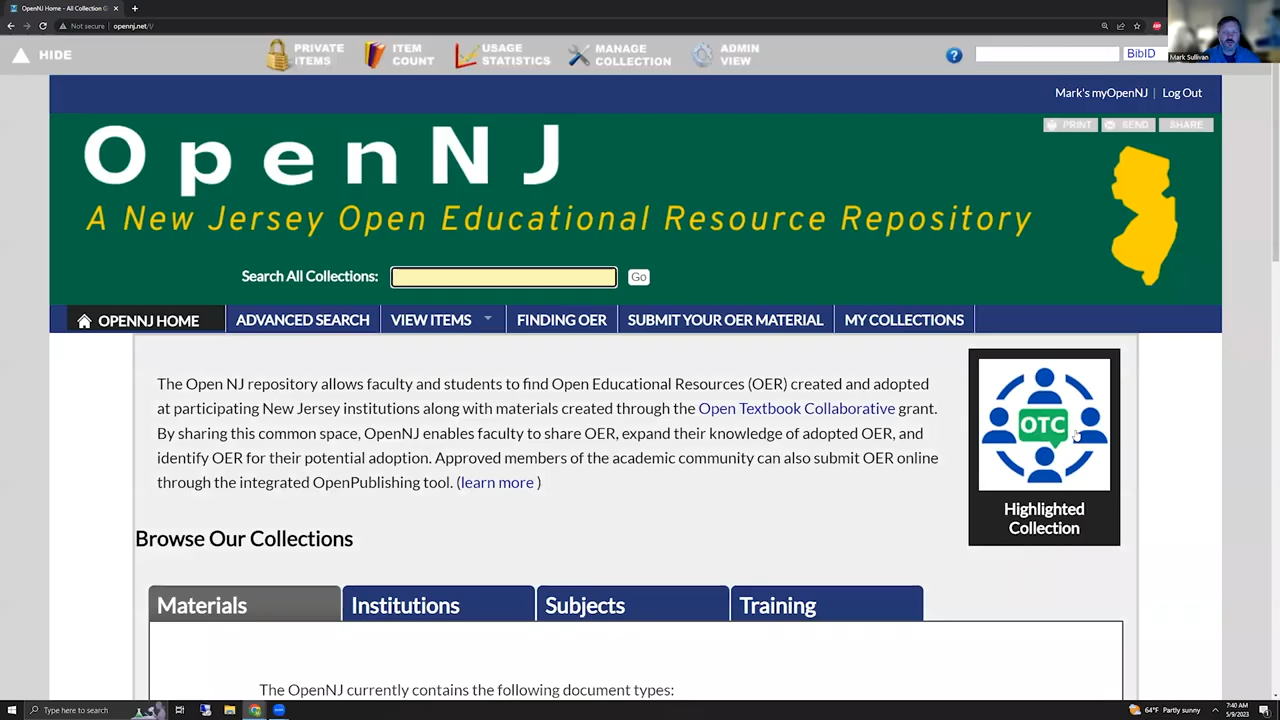 OpenNJ Home - All Collection G
Not secure opennj.net/l/
HIDE
PRIVATE ITEMS
ITEM COUNT
USAGE STATISTICS
MANAGE COLLECTION
ADMIN VIEW
BibID
Mark Sullivan
Mark's myOpenNJ | Log Out
PRINT SEND SHARE
OpenNJ
A New Jersey Open Educational Resource Repository
Search All Collections: Go
OPENNJ HOME ADVANCED SEARCH VIEW ITEMS FINDING OER SUBMIT YOUR OER MATERIAL MY COLLECTIONS
The Open NJ repository allows faculty and students to find Open Educational Resources (OER) created and adopted
at participating New Jersey institutions along with materials created through the Open Textbook Collaborative grant.
By sharing this common space, OpenNJ enables faculty to share OER, expand their knowledge of adopted OER, and
identify OER for their potential adoption. Approved members of the academic community can also submit OER online
through the integrated OpenPublishing tool. (learn more )
OTC
Highlighted
Collection
Browse Our Collections
Materials Institutions Subjects Training
The OpenNJ currently contains the following document types:
Type here to search
64°F Partly sunny
7:40 AM
5/9/2023